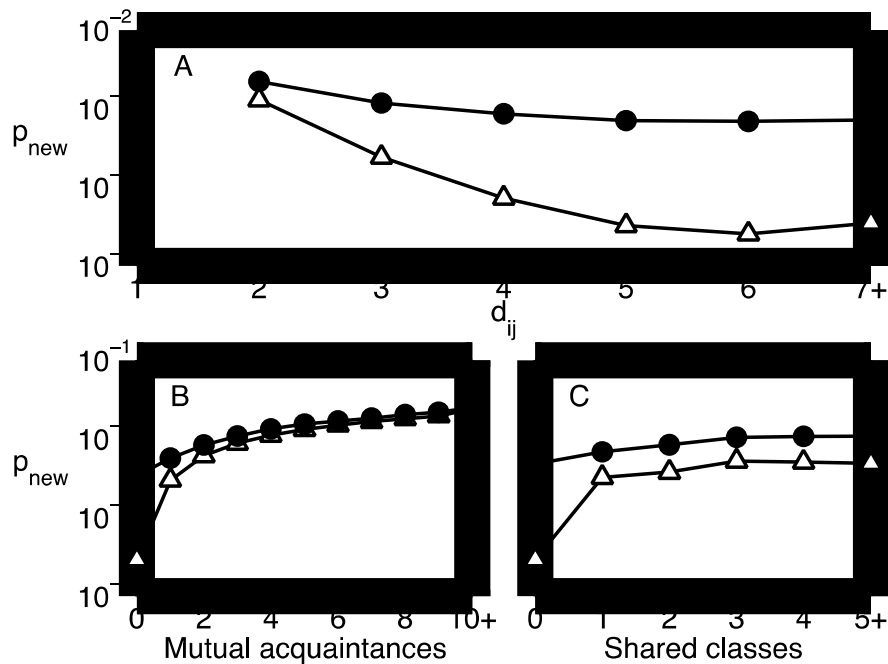 10⁻²
A
10⁻
p_new
10⁻
10⁻
1 2 3 4 5 6 7+
d_ij
10⁻¹
B
C
10⁻
p_new
10⁻
10⁻
0 2 4 6 8 10+
0 1 2 3 4 5+
Mutual acquaintances
Shared classes